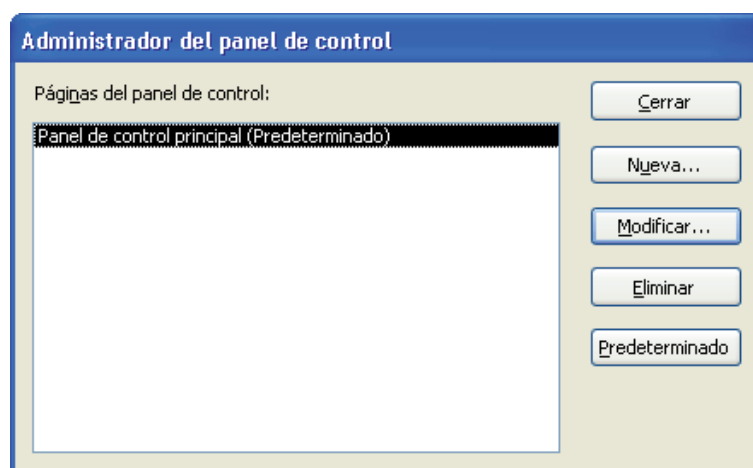 Administrador del panel de control
Páginas del panel de control:
Panel de control principal (Predeterminado)
Cerrar
Nueva...
Modificar...
Eliminar
Predeterminado